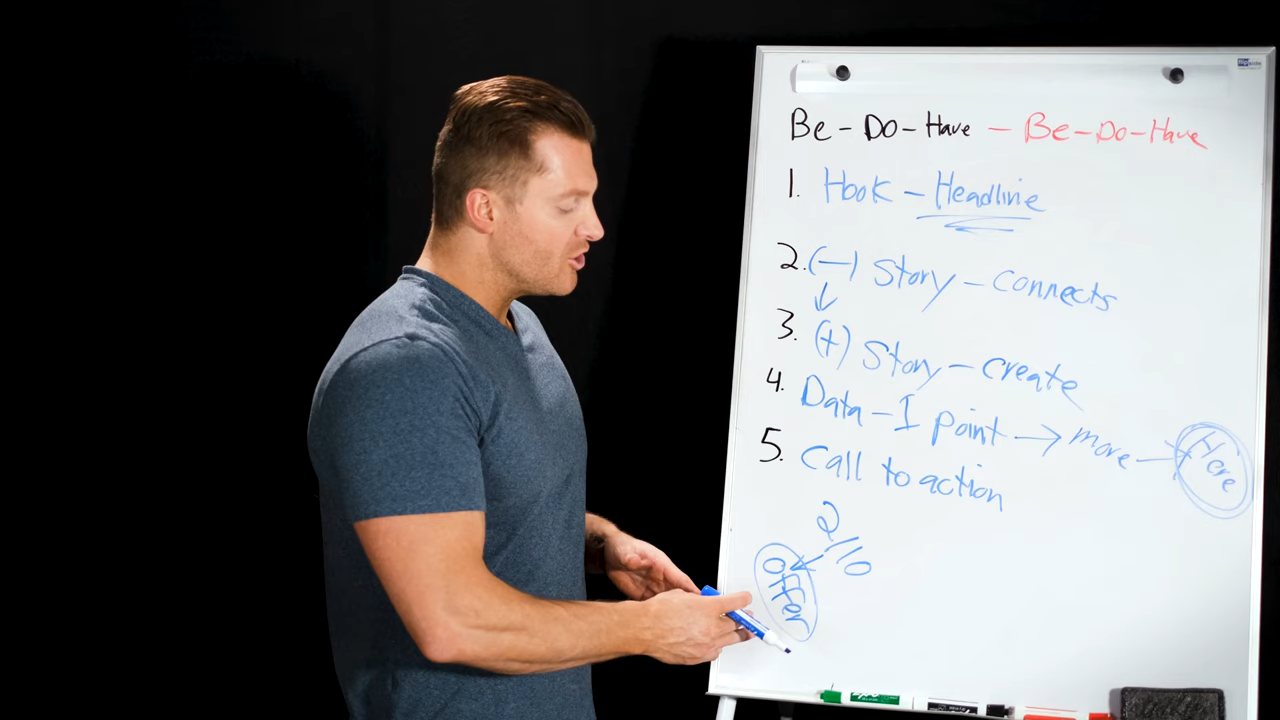 Be-Do-Have - Be-Do-Have
1. Hook - Headline
2. (-) Story - connects
3. (+) Story - create
4. Data - 1 point → more → Here
5. Call to action
2/10
offer